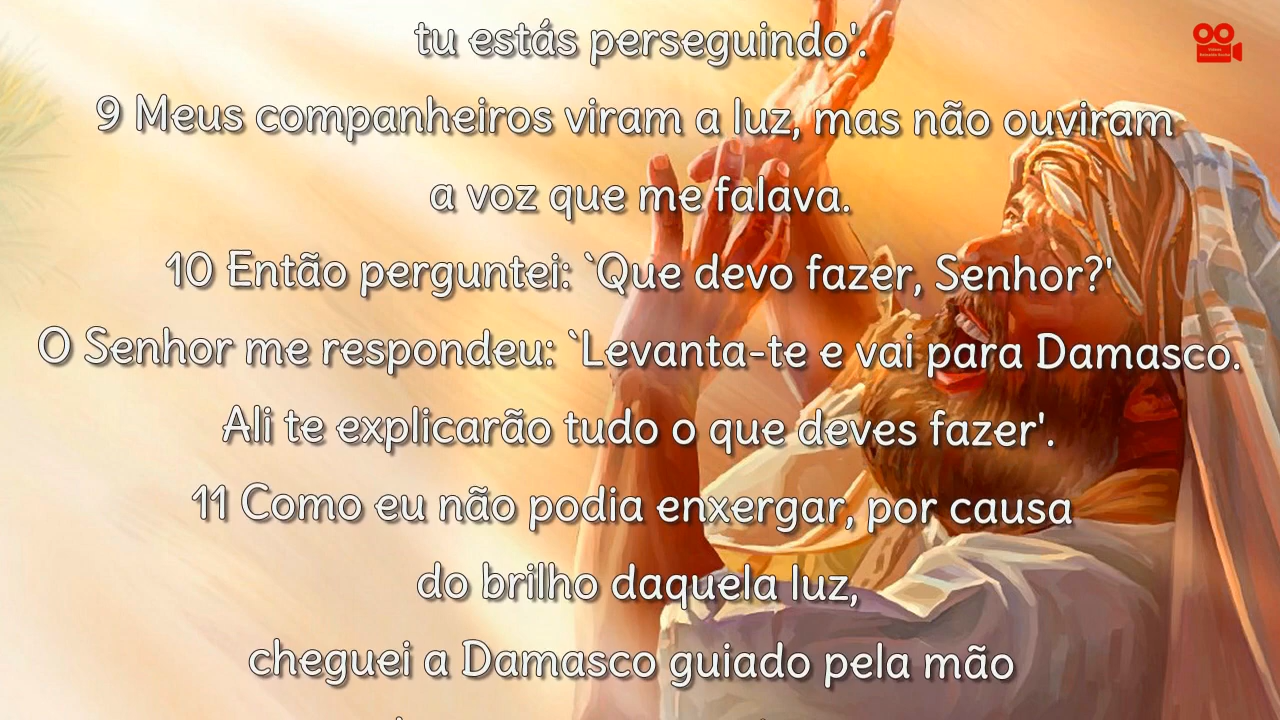 tu estás perseguindo'.
9 Meus companheiros viram a luz, mas não ouviram
a voz que me falava.
10 Então perguntei: `Que devo fazer, Senhor?'
O Senhor me respondeu: `Levanta-te e vai para Damasco.
Ali te explicarão tudo o que deves fazer'.
11 Como eu não podia enxergar, por causa
do brilho daquela luz,
cheguei a Damasco guiado pela mão